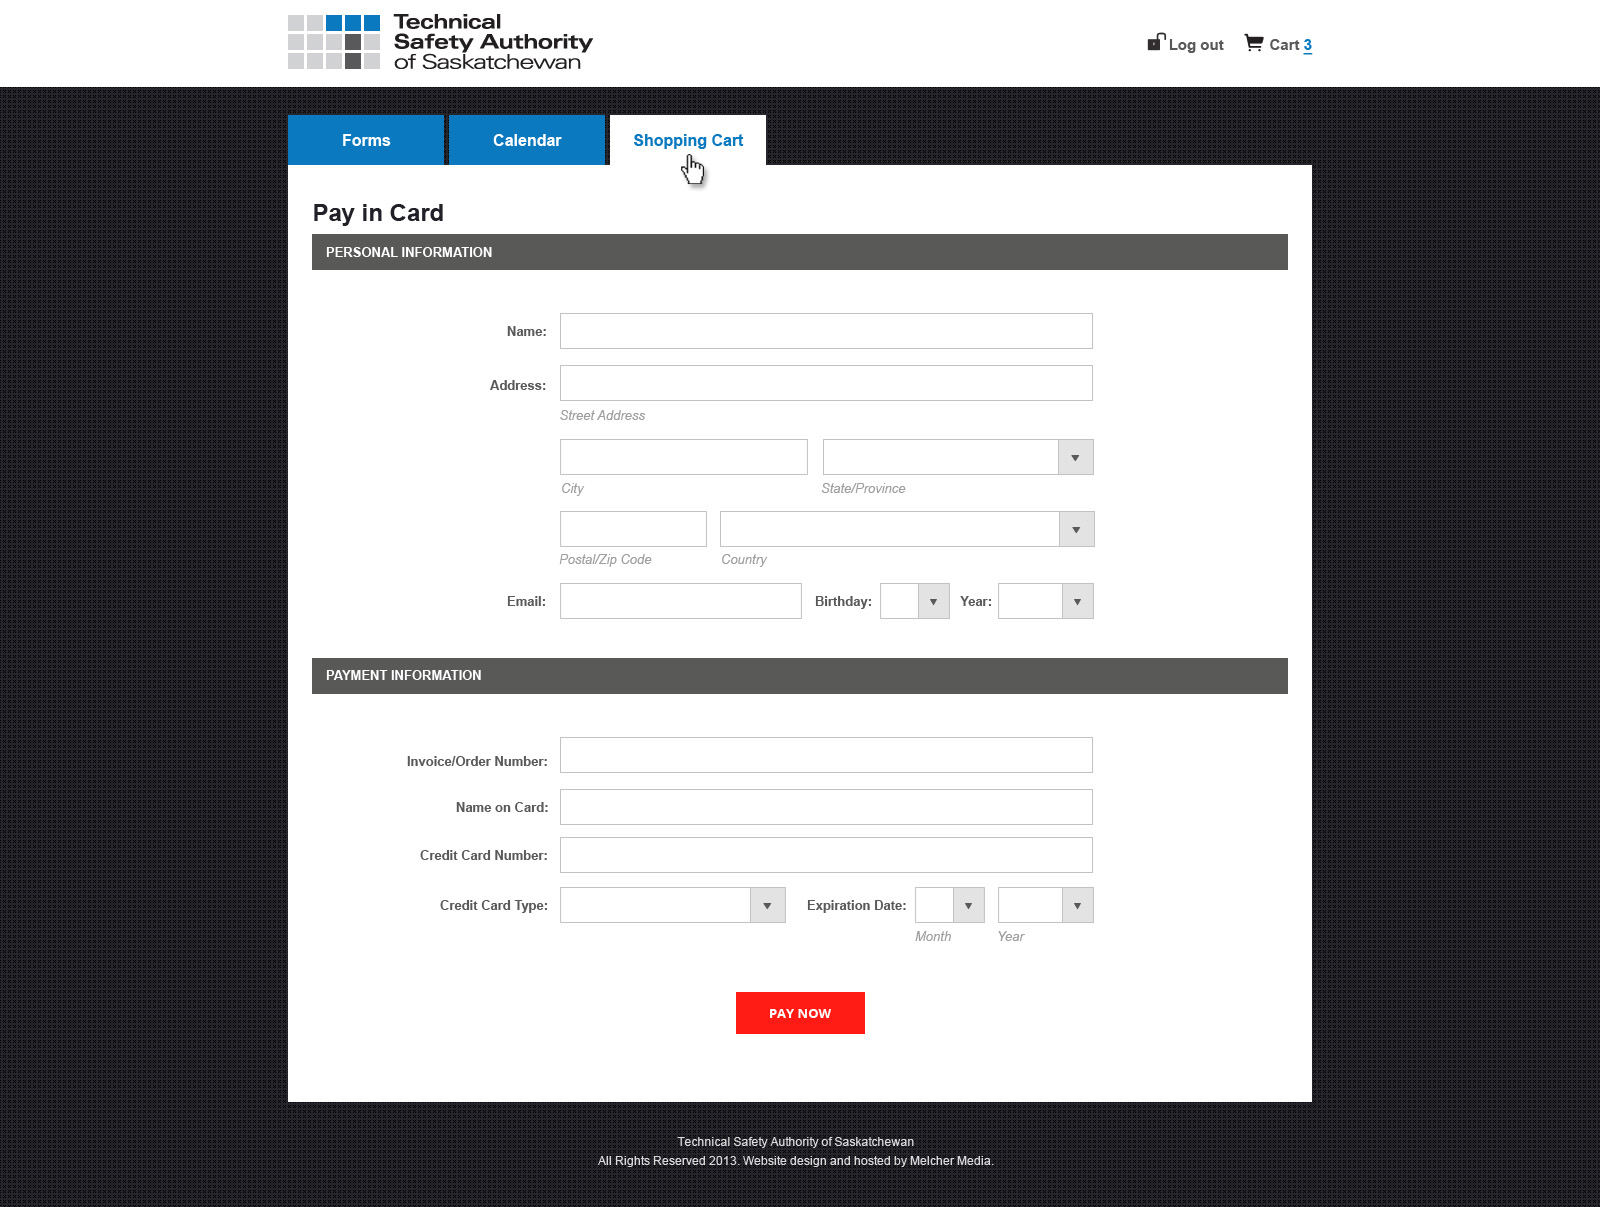 Technical
Safety Authority
of Saskatchewan
Log out
Cart 3
Forms
Calendar
Shopping Cart
Pay in Card
PERSONAL INFORMATION
Name:
Address:
Street Address
City
State/Province
Postal/Zip Code
Country
Email:
Birthday:
Year:
PAYMENT INFORMATION
Invoice/Order Number:
Name on Card:
Credit Card Number:
Credit Card Type:
Expiration Date:
Month
Year
PAY NOW
Technical Safety Authority of Saskatchewan
All Rights Reserved 2013. Website design and hosted by Melcher Media.